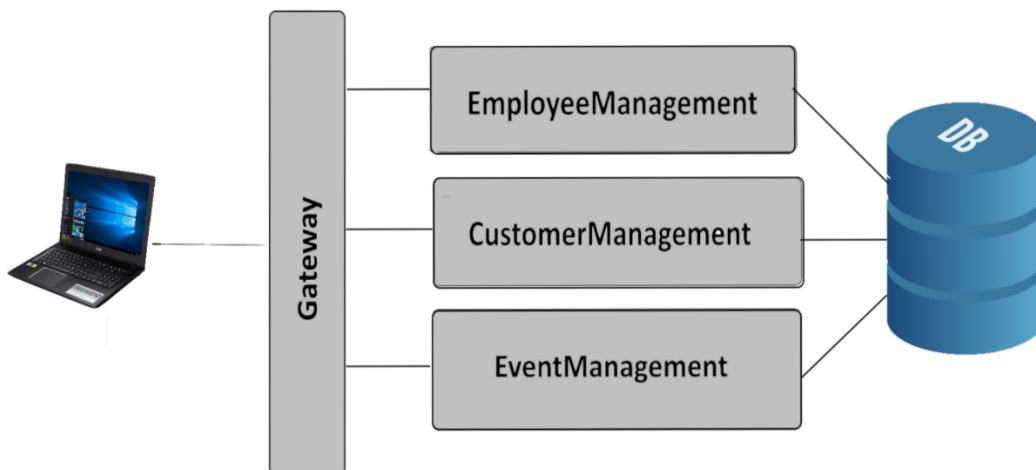 Gateway
EmployeeManagement
CustomerManagement
EventManagement
DB